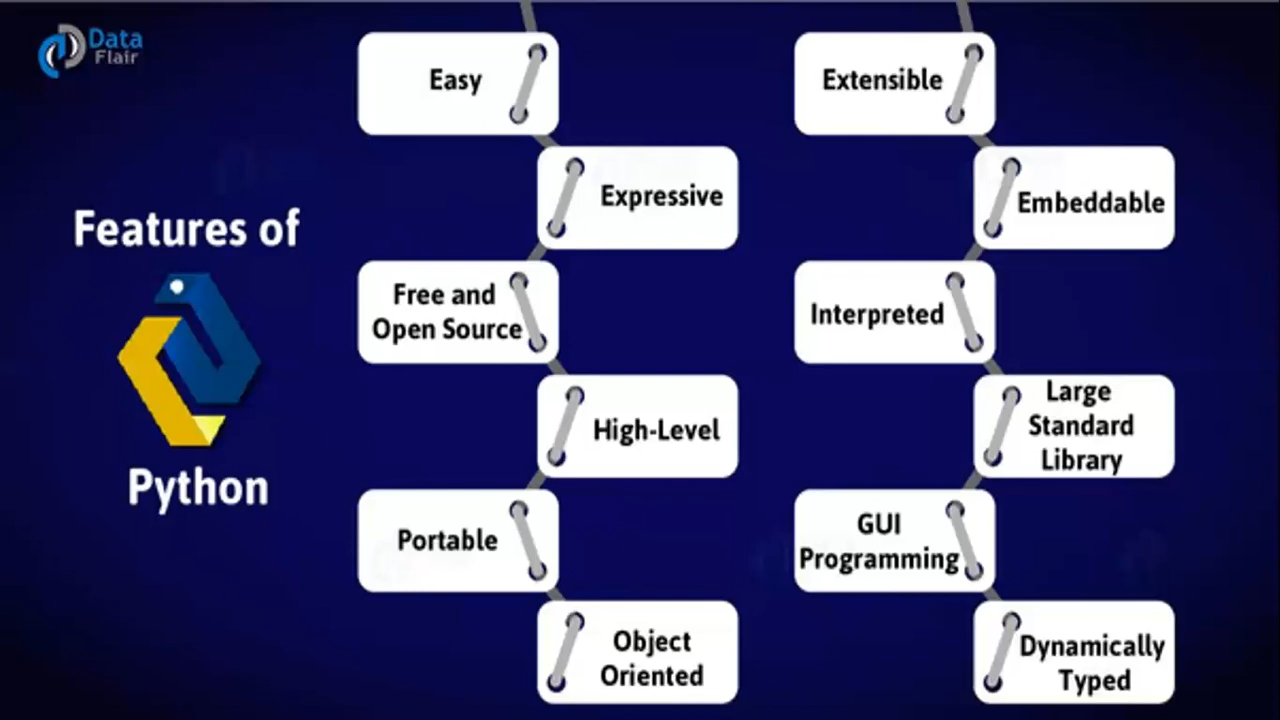 Data
Flair
Features of
Python
Easy
Expressive
Free and
Open Source
High-Level
Portable
Object
Oriented
Extensible
Embeddable
Interpreted
Large
Standard
Library
GUI
Programming
Dynamically
Typed